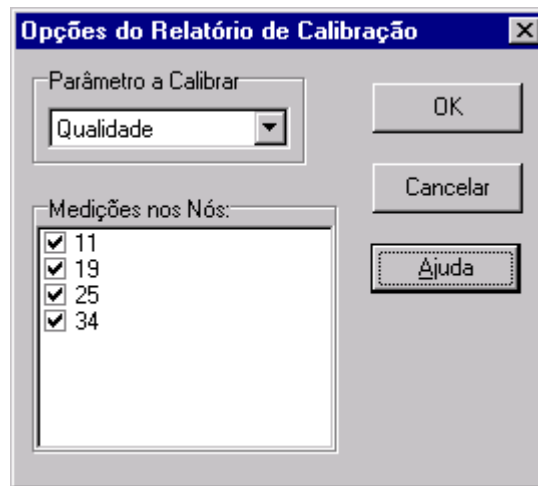 Opções do Relatório de Calibração
Parâmetro a Calibrar
Qualidade
OK
Cancelar
Ajuda
Medições nos Nós:
11
19
25
34